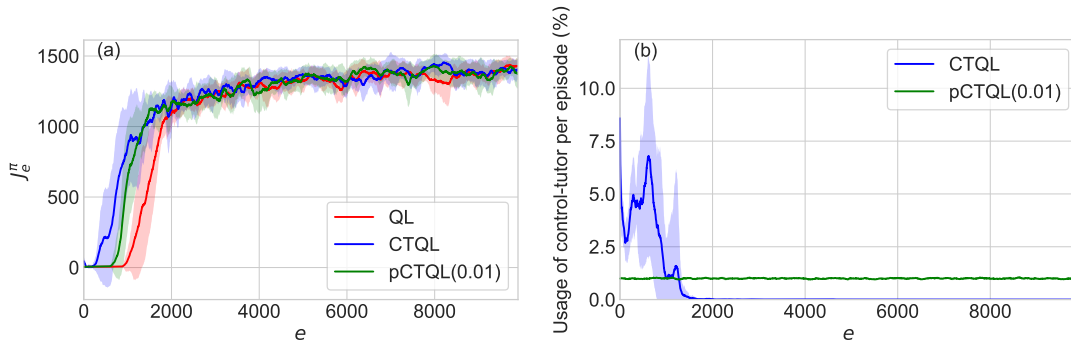 (a)
1500
1000
500
0
J_e^π
0
2000
4000
6000
8000
e
QL
CTQL
pCTQL(0.01)
(b)
Usage of control-tutor per episode (%)
10.0
7.5
5.0
2.5
0.0
0
2000
4000
6000
8000
e
CTQL
pCTQL(0.01)